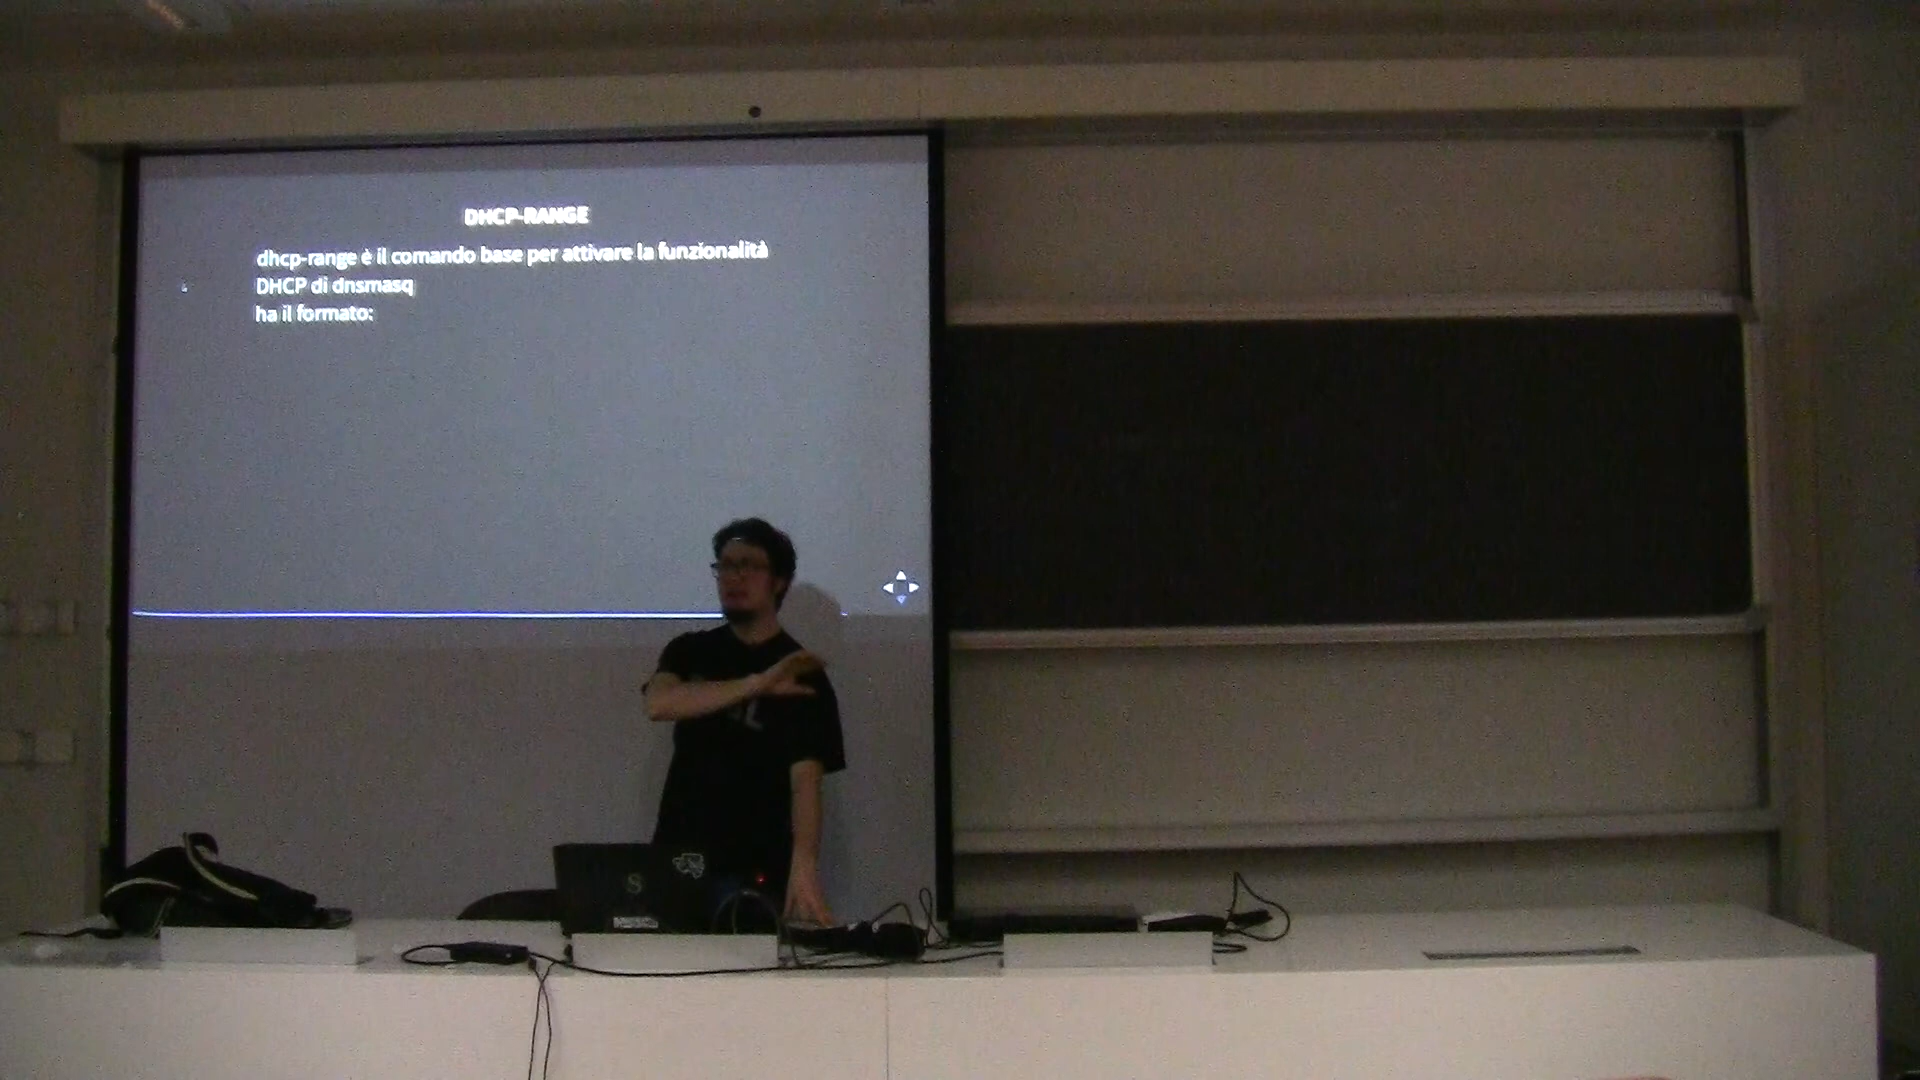 DHCP-RANGE
dhcp-range è il comando base per attivare la funzionalità
DHCP di dnsmasq
ha il formato:
S